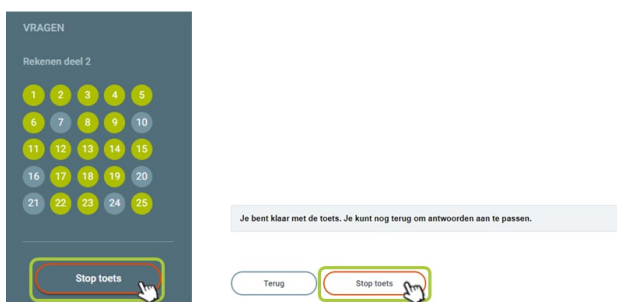 VRAGEN
Rekenen deel 2
1 2 3 4 5
6 7 8 9 10
11 12 13 14 15
16 17 18 19 20
21 22 23 24 25
Stop toets
Je bent klaar met de toets. Je kunt nog terug om antwoorden aan te passen.
Terug Stop toets